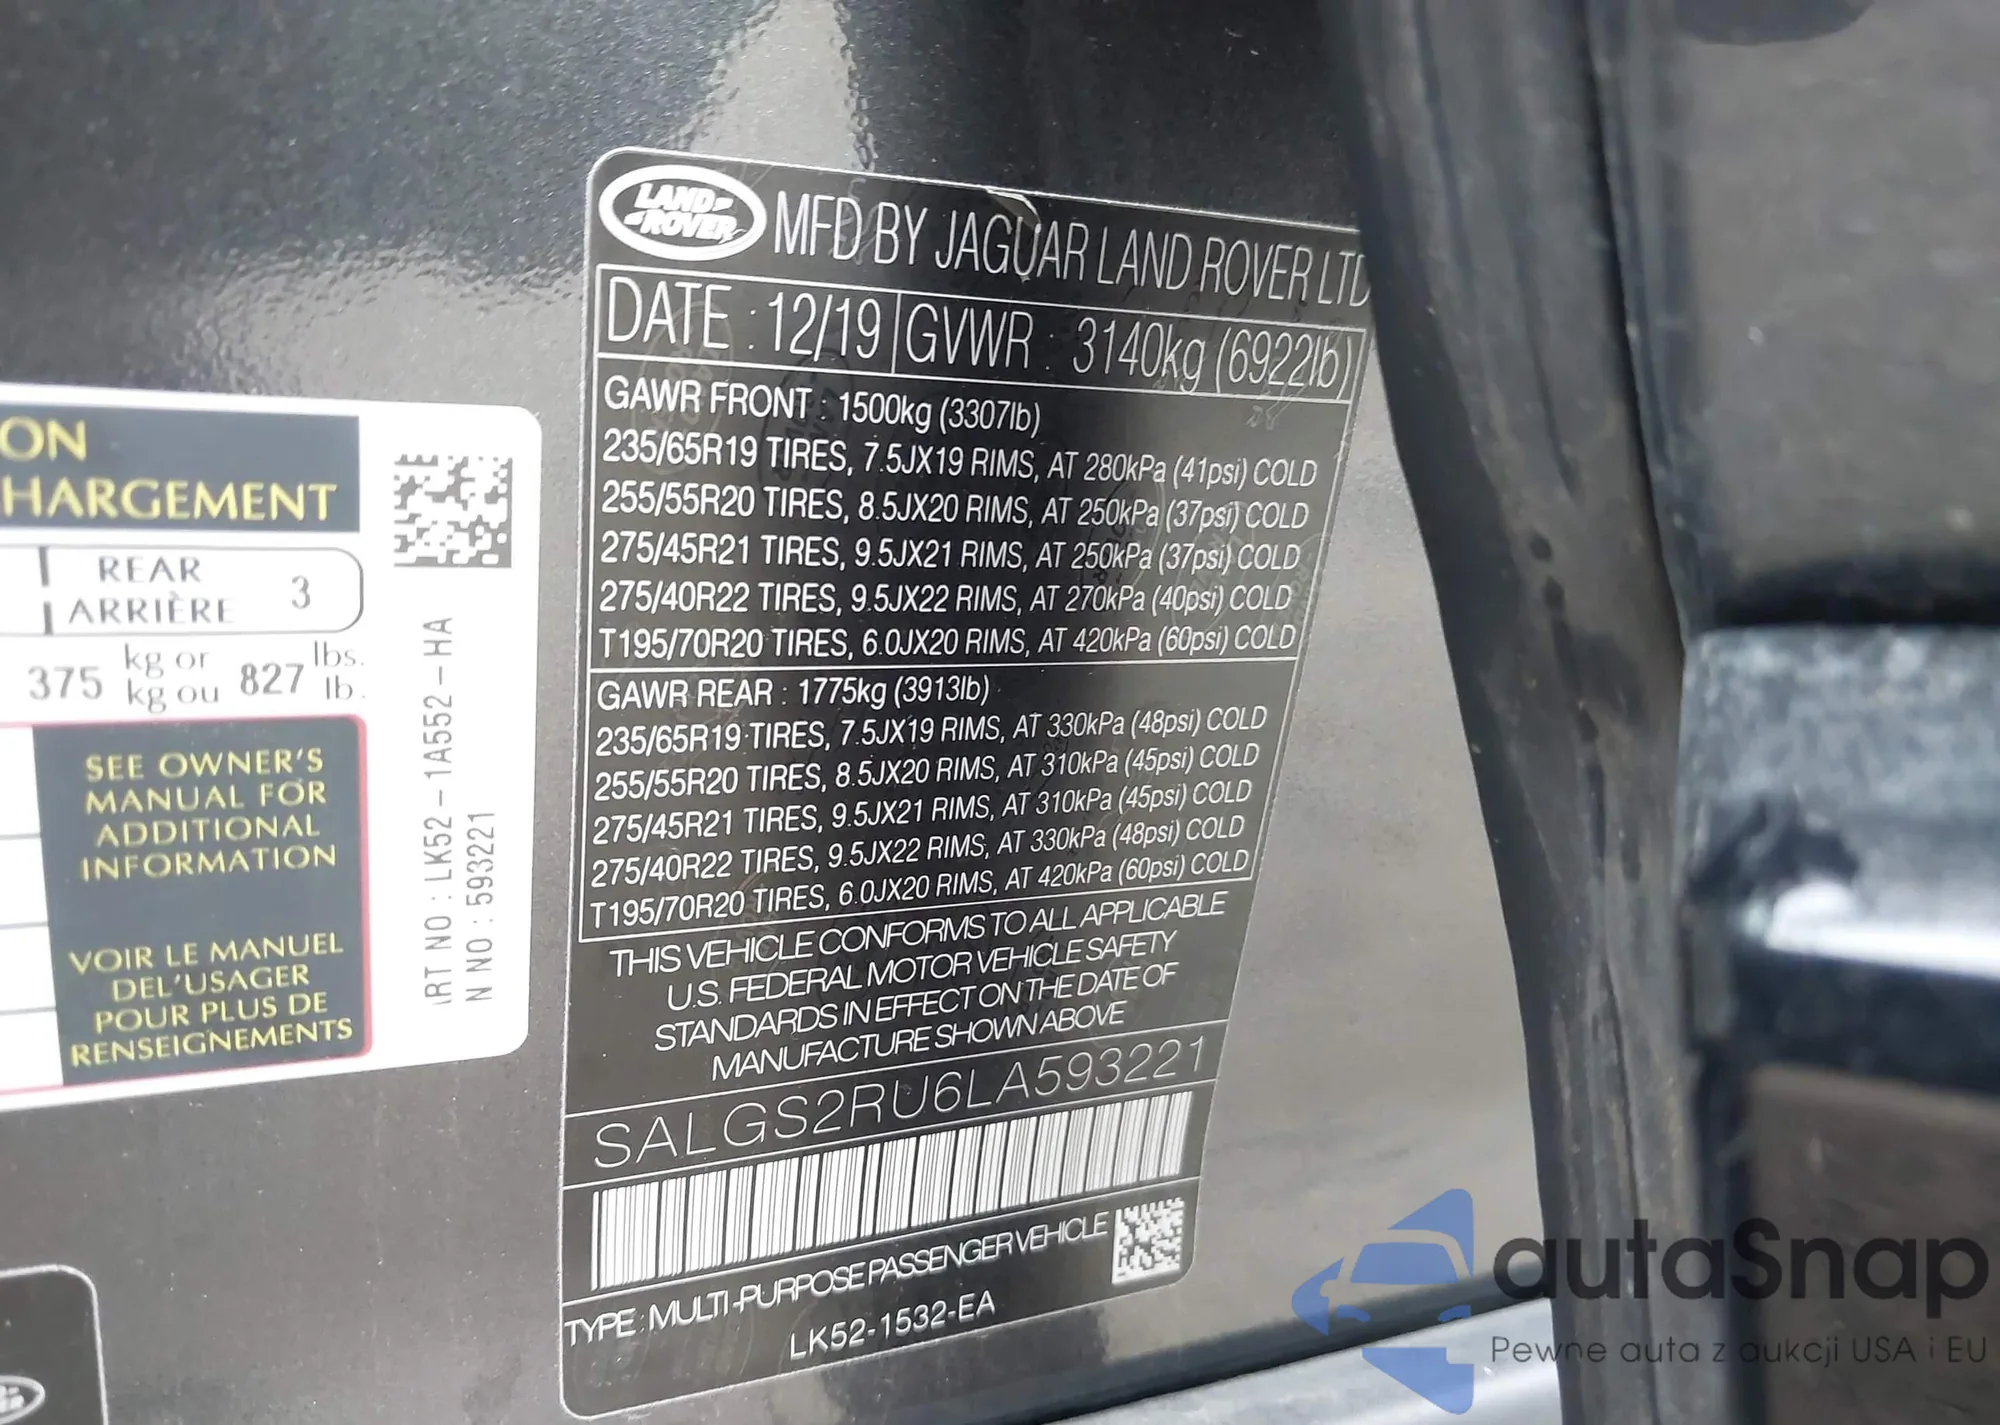 LAND-
-ROVER
MFD BY JAGUAR LAND ROVER LTD
DATE : 12/19 GVWR : 3140kg (6922lb)
GAWR FRONT : 1500kg (3307lb)
235/65R19 TIRES, 7.5JX19 RIMS, AT 280kPa (41psi) COLD
255/55R20 TIRES, 8.5JX20 RIMS, AT 250kPa (37psi) COLD
275/45R21 TIRES, 9.5JX21 RIMS, AT 250kPa (37psi) COLD
275/40R22 TIRES, 9.5JX22 RIMS, AT 270kPa (40psi) COLD
T195/70R20 TIRES, 6.0JX20 RIMS, AT 420kPa (60psi) COLD
GAWR REAR : 1775kg (3913lb)
235/65R19 TIRES, 7.5JX19 RIMS, AT 330kPa (48psi) COLD
255/55R20 TIRES, 8.5JX20 RIMS, AT 310kPa (45psi) COLD
275/45R21 TIRES, 9.5JX21 RIMS, AT 310kPa (45psi) COLD
275/40R22 TIRES, 9.5JX22 RIMS, AT 330kPa (48psi) COLD
T195/70R20 TIRES, 6.0JX20 RIMS, AT 420kPa (60psi) COLD
THIS VEHICLE CONFORMS TO ALL APPLICABLE
U.S. FEDERAL MOTOR VEHICLE SAFETY
STANDARDS IN EFFECT ON THE DATE OF
MANUFACTURE SHOWN ABOVE
SALGS2RU6LA593221
TYPE : MULTI-PURPOSE PASSENGER VEHICLE
LK52-1532-EA
ON
HARGEMENT
REAR
ARRIÈRE
3
375 kg or 827 lbs.
kg ou lb.
SEE OWNER'S
MANUAL FOR
ADDITIONAL
INFORMATION
VOIR LE MANUEL
DEL'USAGER
POUR PLUS DE
RENSEIGNEMENTS
RT NO : LK52 - 1A552 - HA
N NO : 593221
autaSnap
Pewne auta z aukcji USA i EU